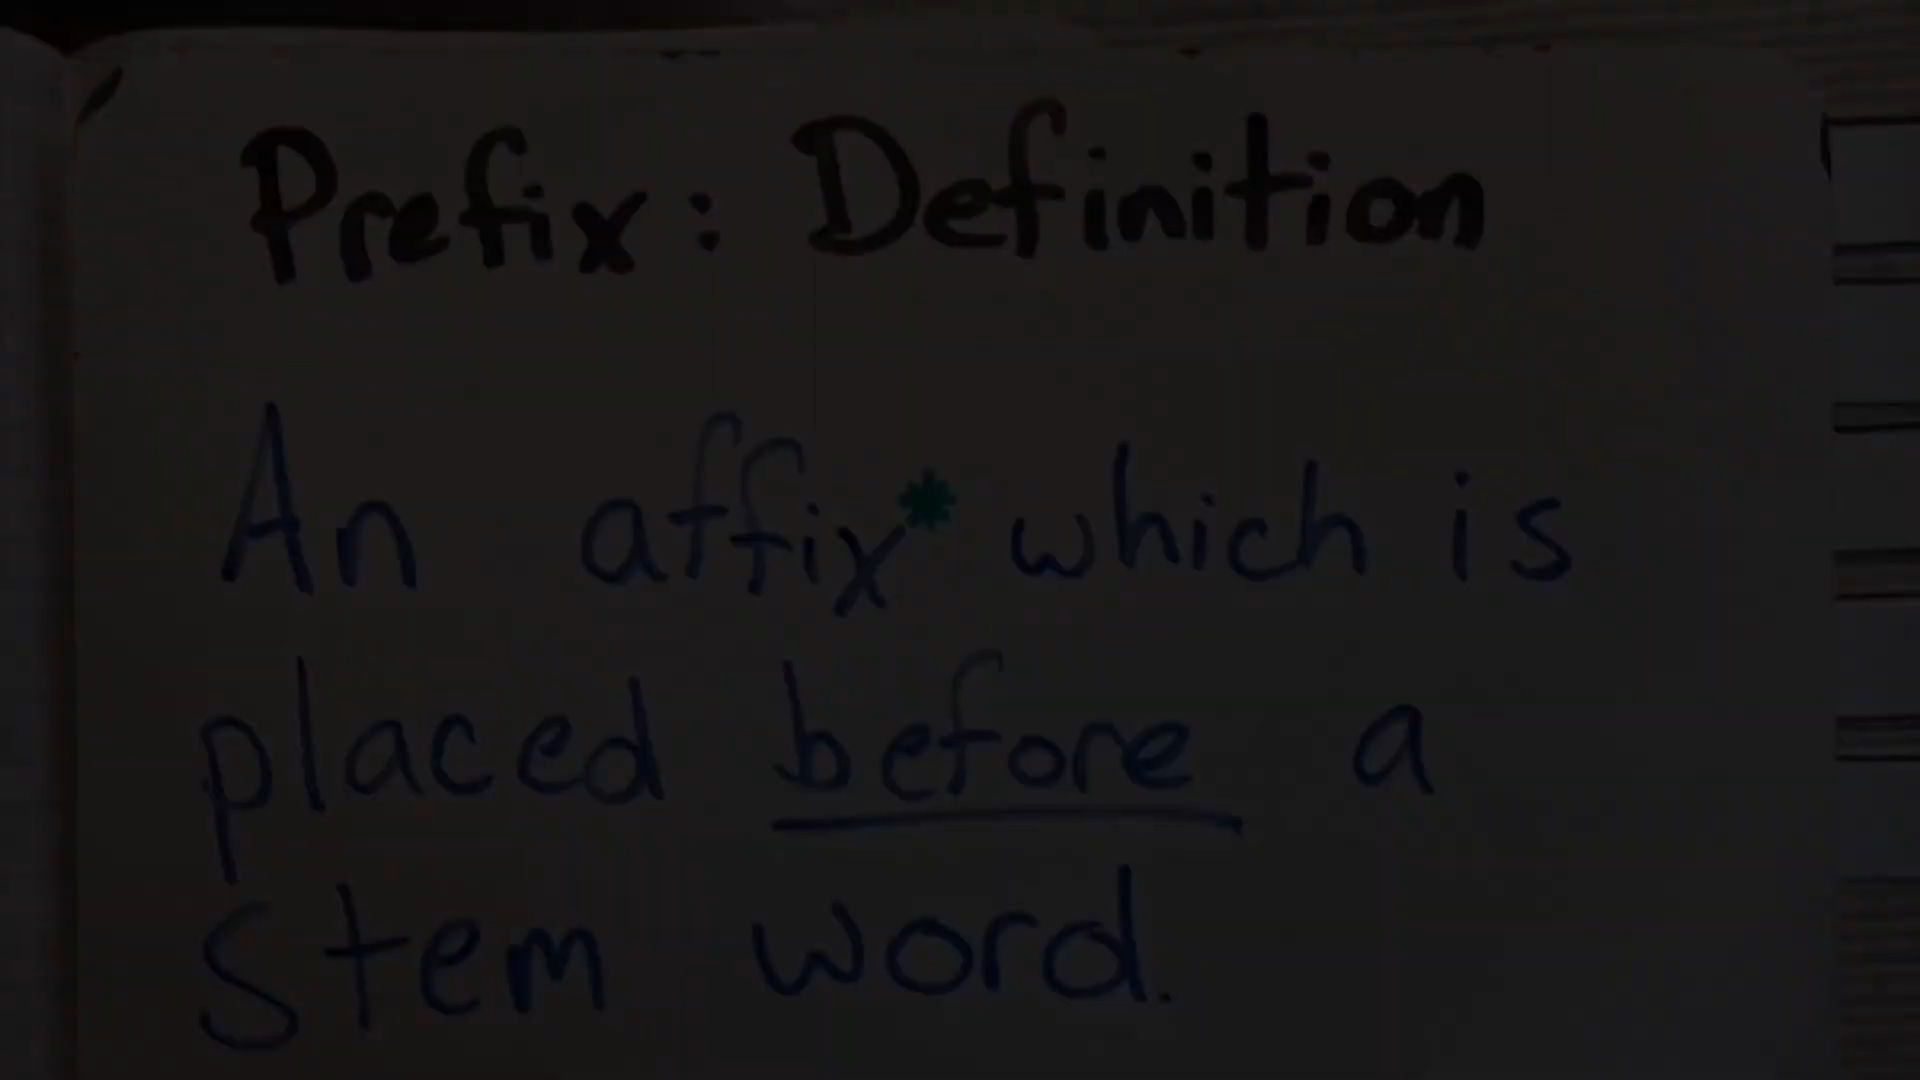 Prefix: Definition
An affix* which is
placed before a
stem word.